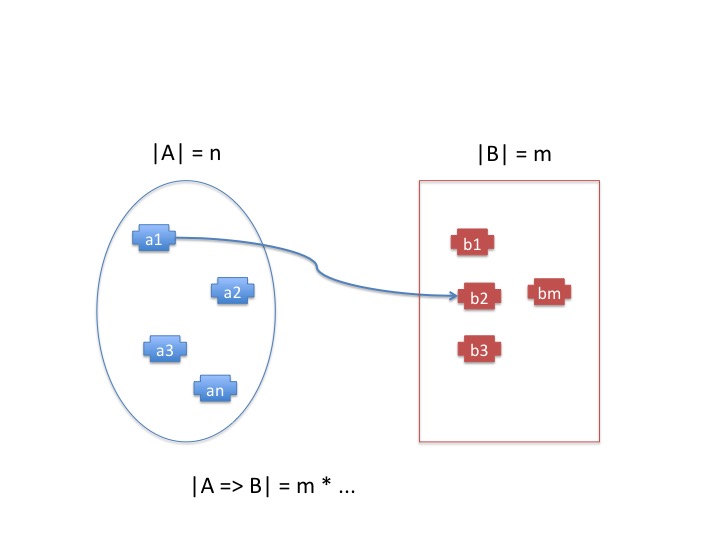 |A| = n
|B| = m
a1
b1
a2
b2
bm
a3
b3
an
|A => B| = m * ...